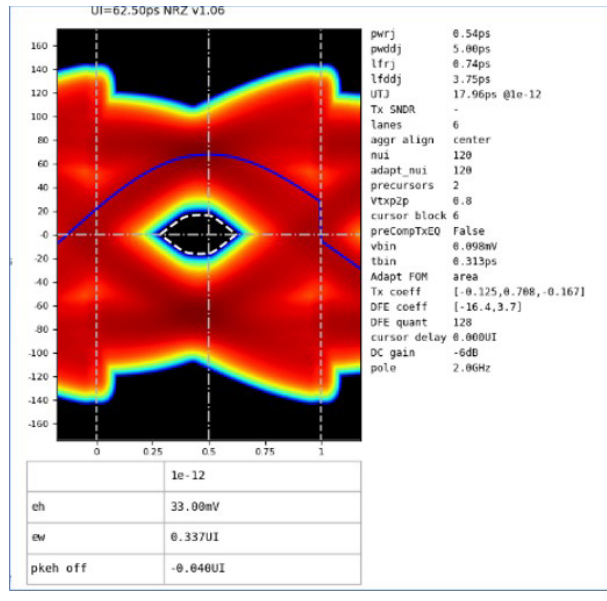 UI=62.50ps NRZ v1.06
160
140
120
100
80
60
40
20
-0
-20
-40
-60
-80
-100
-120
-140
-160
0 0.25 0.5 0.75 1
pwrj 0.54ps
pwddj 5.00ps
lfrj 0.74ps
lfddj 3.75ps
UTJ 17.96ps @1e-12
Tx SNDR -
lanes 6
aggr align center
nui 120
adapt_nui 120
precursors 2
Vtxp2p 0.8
cursor block 6
preCompTxEQ False
vbin 0.098mV
tbin 0.313ps
Adapt FOM area
Tx coeff [-0.125,0.708,-0.167]
DFE coeff [-16.4,3.7]
DFE quant 128
cursor delay 0.000UI
DC gain -6dB
pole 2.0GHz
1e-12
eh 33.00mV
ew 0.337UI
pkeh off -0.040UI